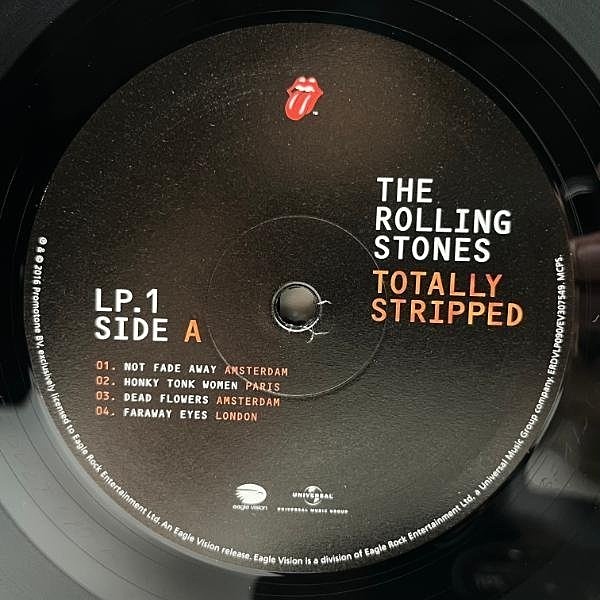 THE
ROLLING
STONES
TOTALLY
STRIPPED
LP.1
SIDE A
01. NOT FADE AWAY AMSTERDAM
02. HONKY TONK WOMEN PARIS
03. DEAD FLOWERS AMSTERDAM
04. FARAWAY EYES LONDON
eagle vision
UNIVERSAL
UNIVERSAL MUSIC GROUP
℗ & © 2016 Promotone BV, exclusively licensed to Eagle Rock Entertainment Ltd. An Eagle Vision release. Eagle Vision is a division of Eagle Rock Entertainment Ltd, a Universal Music Group company. ERDVLP090/EV307549. MCPS.